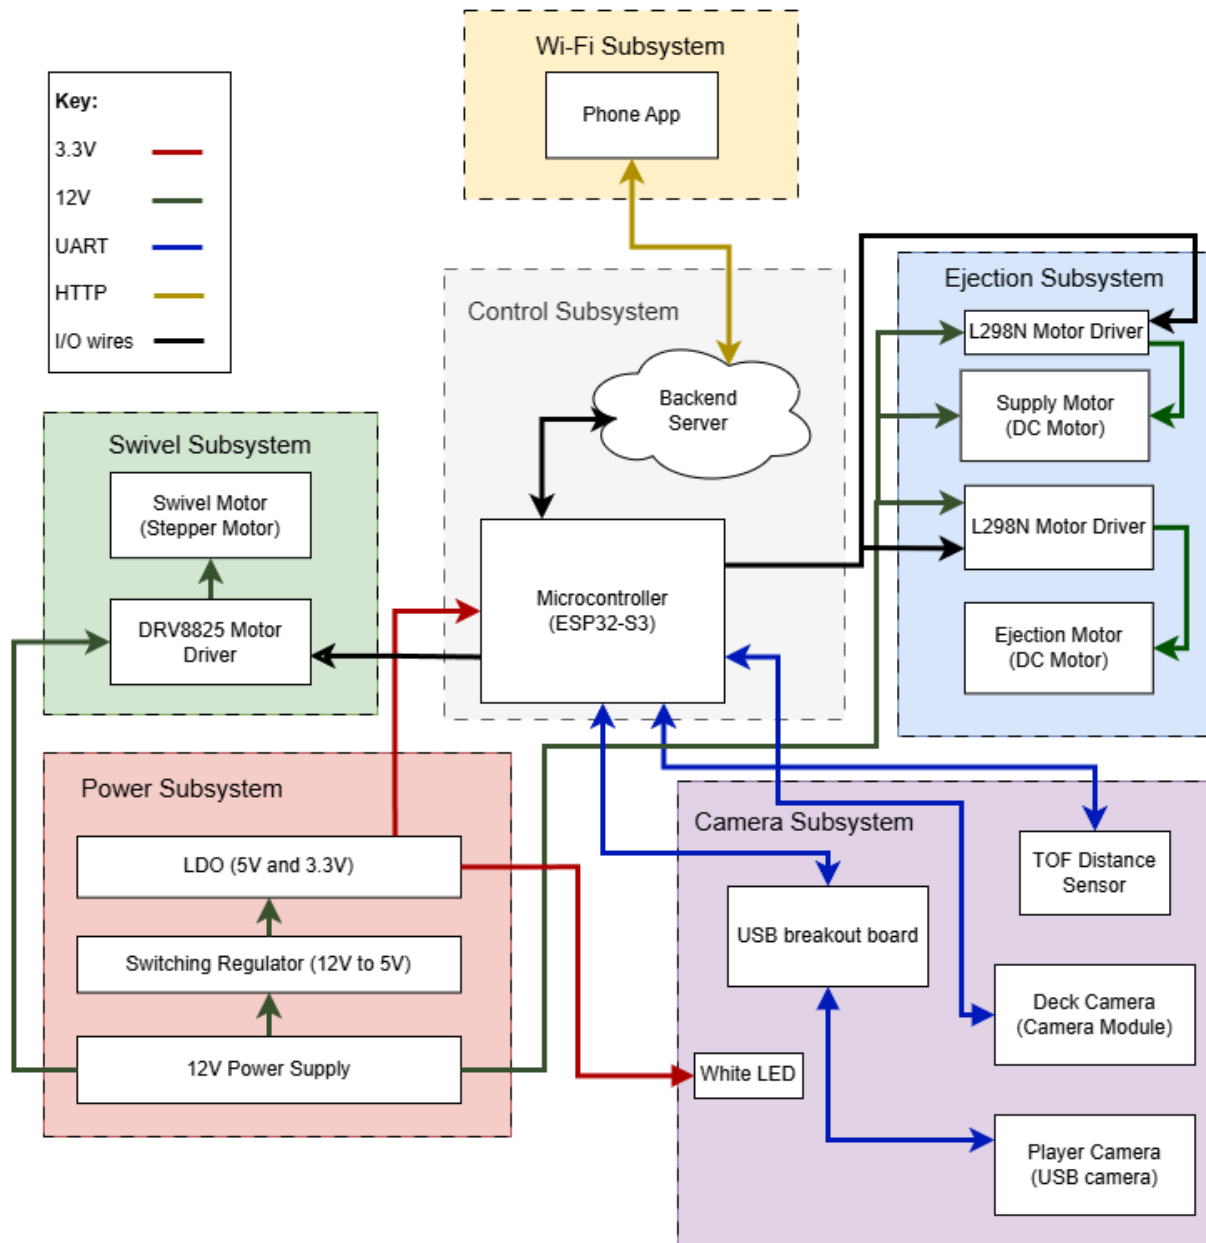 Wi-Fi Subsystem
Phone App
Key:
3.3V
12V
UART
HTTP
I/O wires
Control Subsystem
Backend
Server
Microcontroller
(ESP32-S3)
Ejection Subsystem
L298N Motor Driver
Supply Motor
(DC Motor)
L298N Motor Driver
Ejection Motor
(DC Motor)
Swivel Subsystem
Swivel Motor
(Stepper Motor)
DRV8825 Motor
Driver
Power Subsystem
LDO (5V and 3.3V)
Switching Regulator (12V to 5V)
12V Power Supply
Camera Subsystem
TOF Distance
Sensor
USB breakout board
Deck Camera
(Camera Module)
White LED
Player Camera
(USB camera)